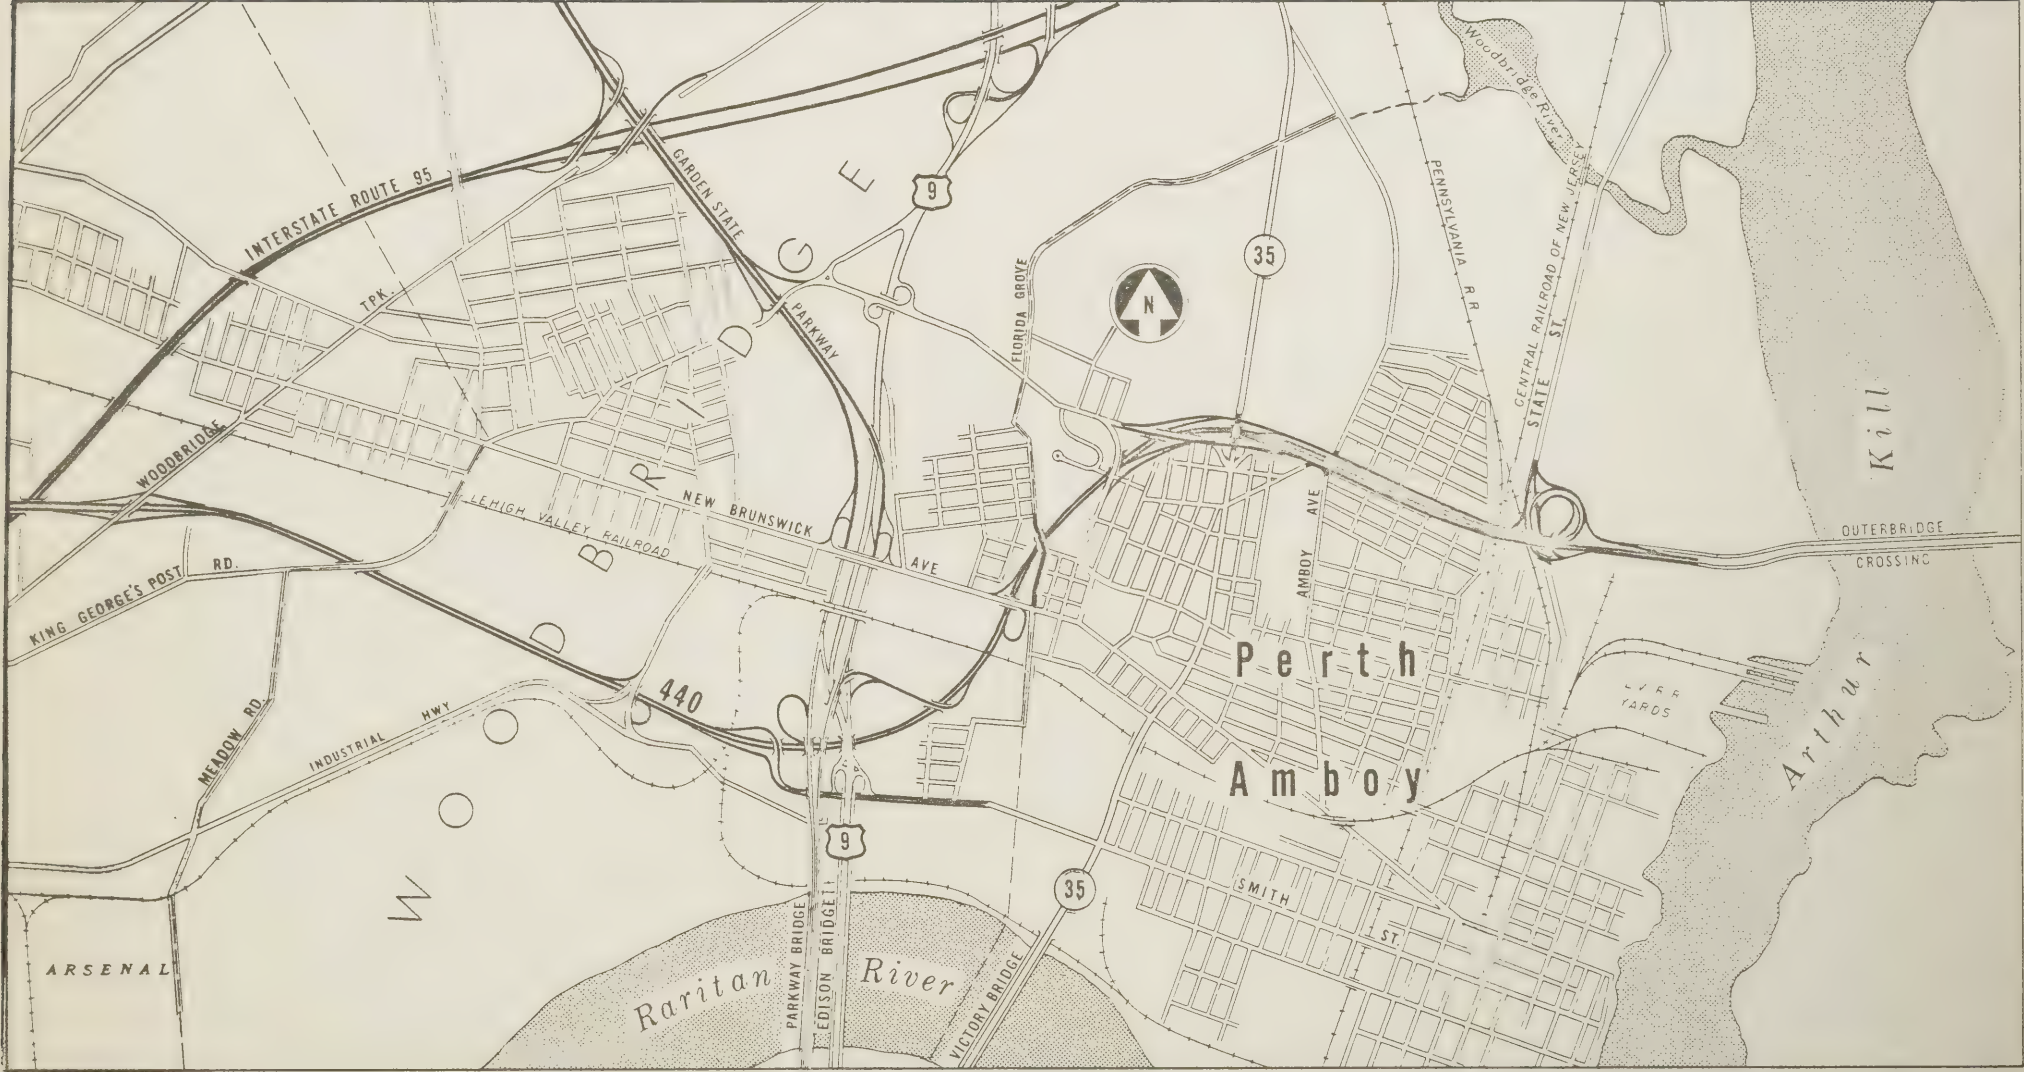 Woodbridge River
INTERSTATE ROUTE 95
GARDEN STATE
PARKWAY
9
35
PENNSYLVANIA R R
CENTRAL RAILROAD OF NEW JERSEY
STATE ST.
FLORIDA GROVE
N
WOODBRIDGE
TPK.
WOODBRIDGE
NEW BRUNSWICK
AVE
LEHIGH VALLEY RAILROAD
KING GEORGE'S POST
RD.
AMBOY AVE
OUTERBRIDGE
CROSSING
Arthur Kill
Perth
Amboy
440
MEADOW RD.
INDUSTRIAL HWY
YARDS
9
35
SMITH
ST.
ARSENAL
Raritan River
PARKWAY BRIDGE
EDISON BRIDGE
VICTORY BRIDGE